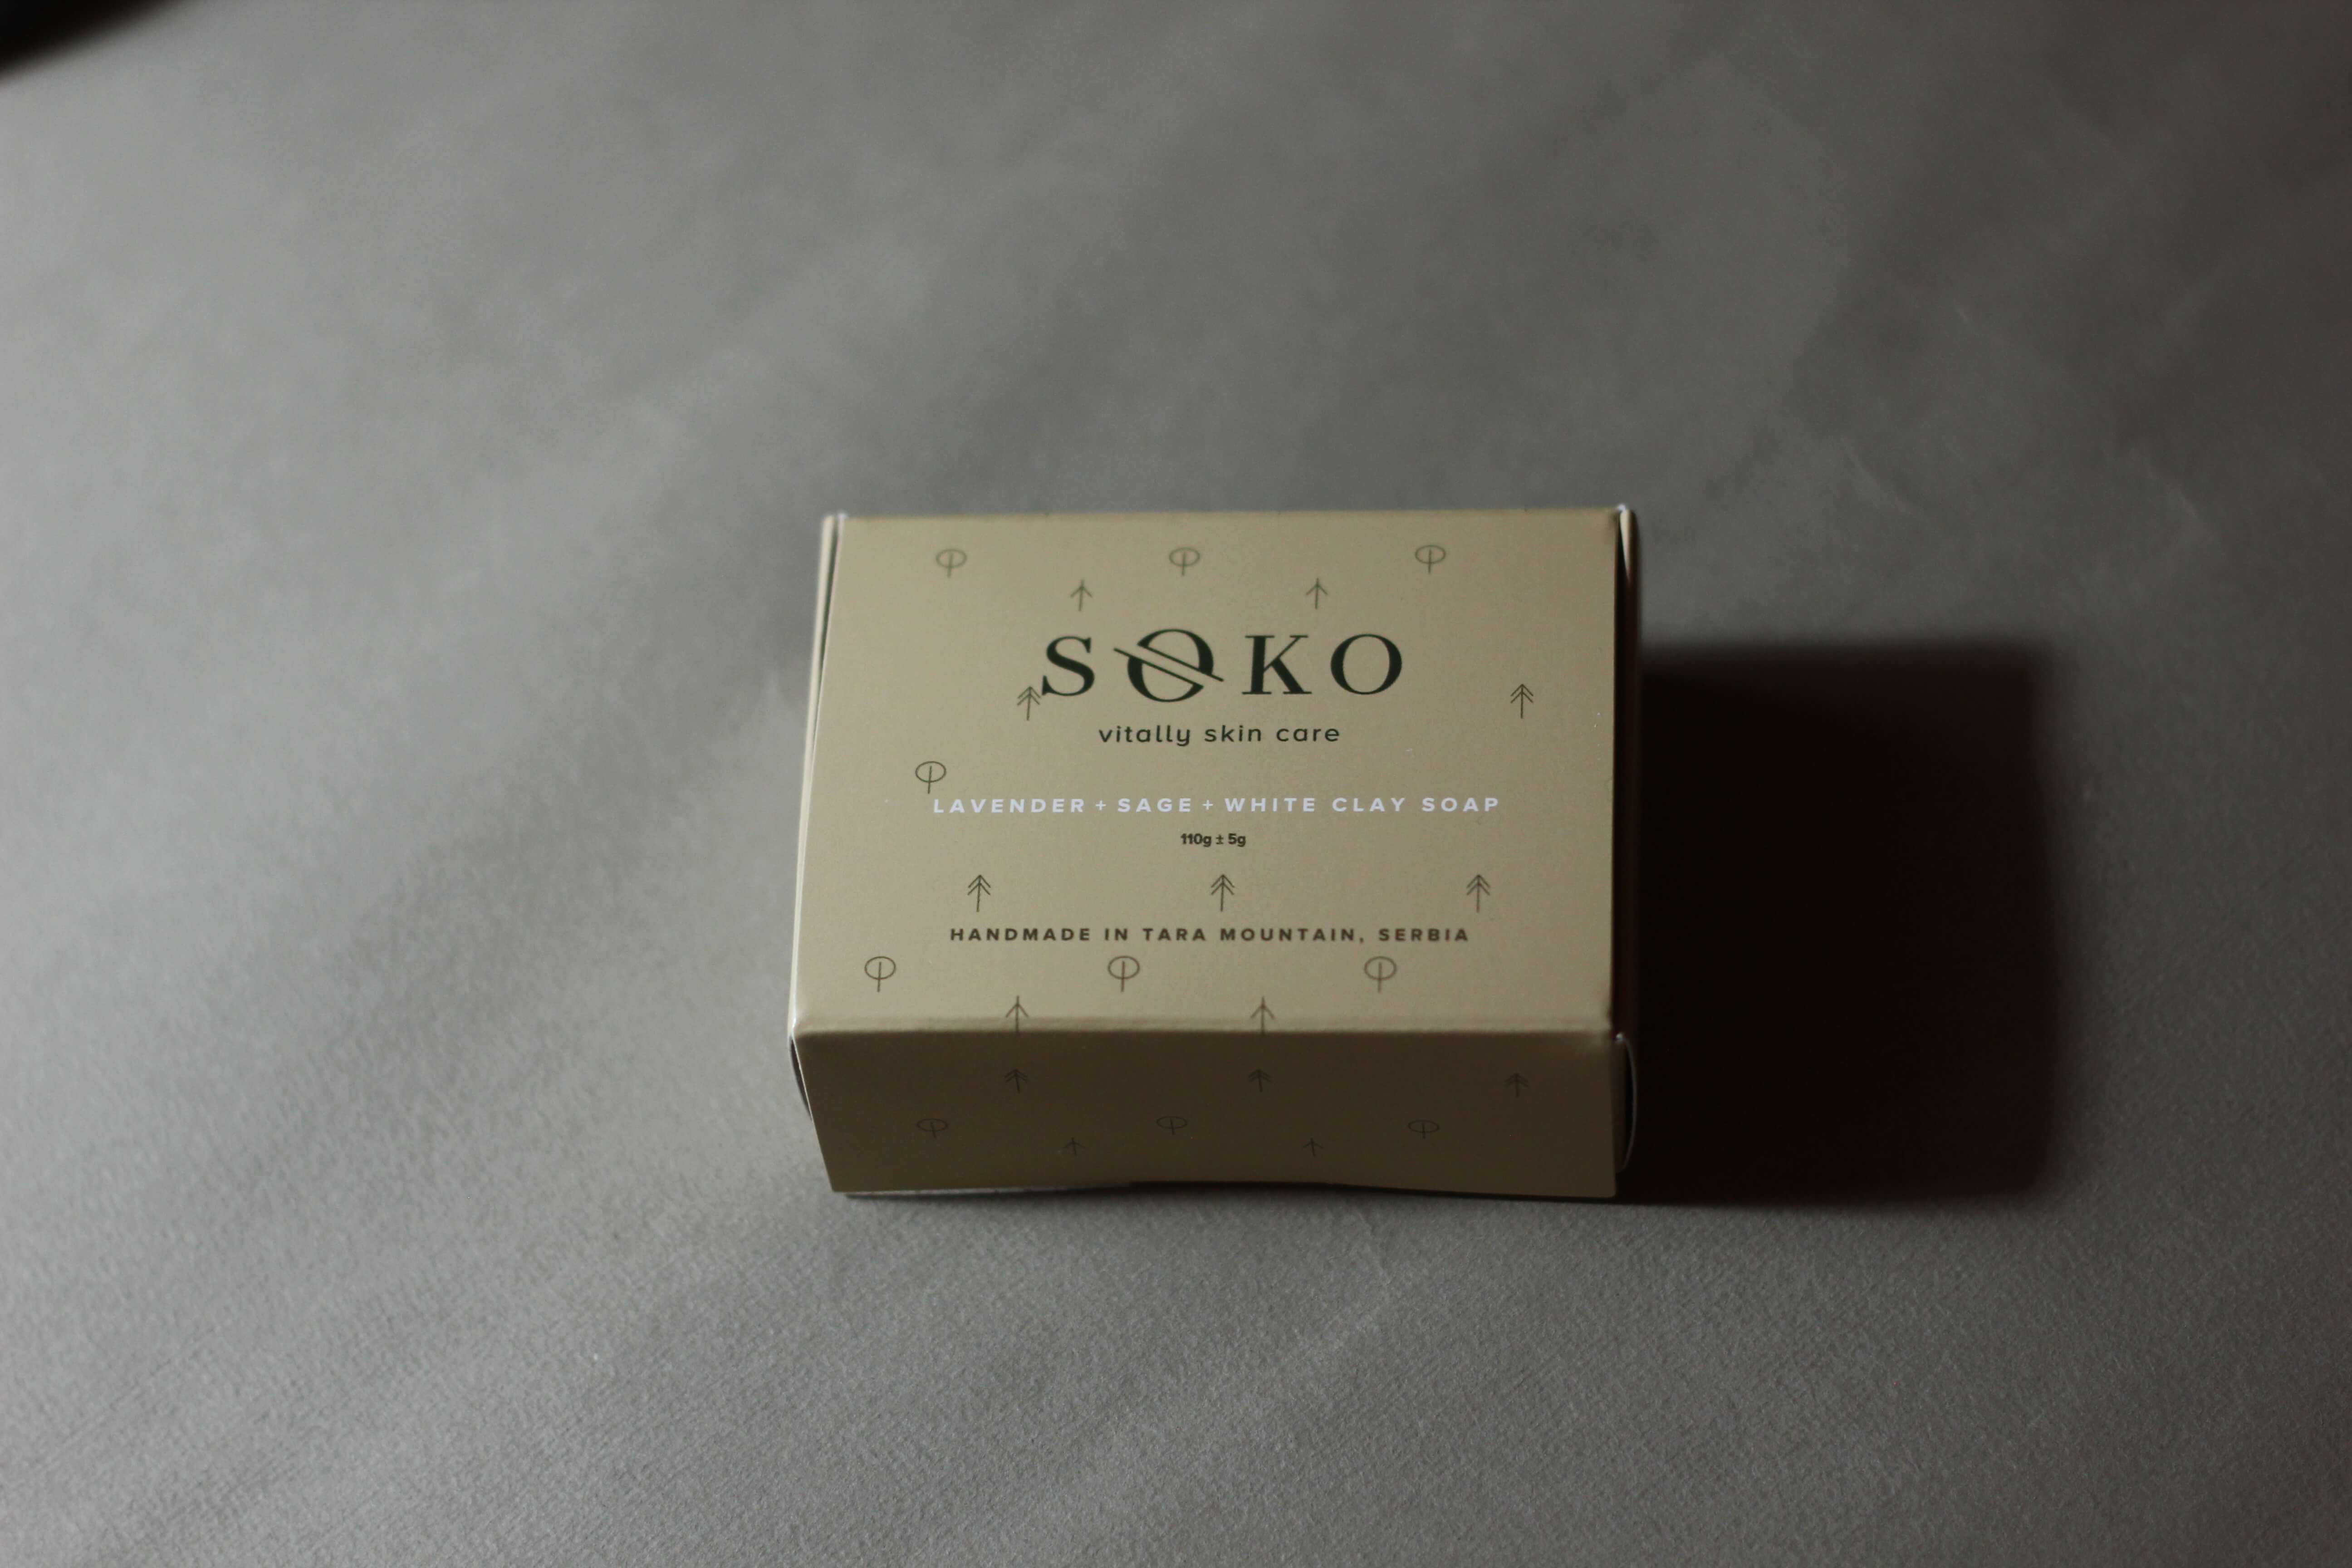 SOKO
vitally skin care
LAVENDER + SAGE + WHITE CLAY SOAP
110g ± 5g
HANDMADE IN TARA MOUNTAIN, SERBIA